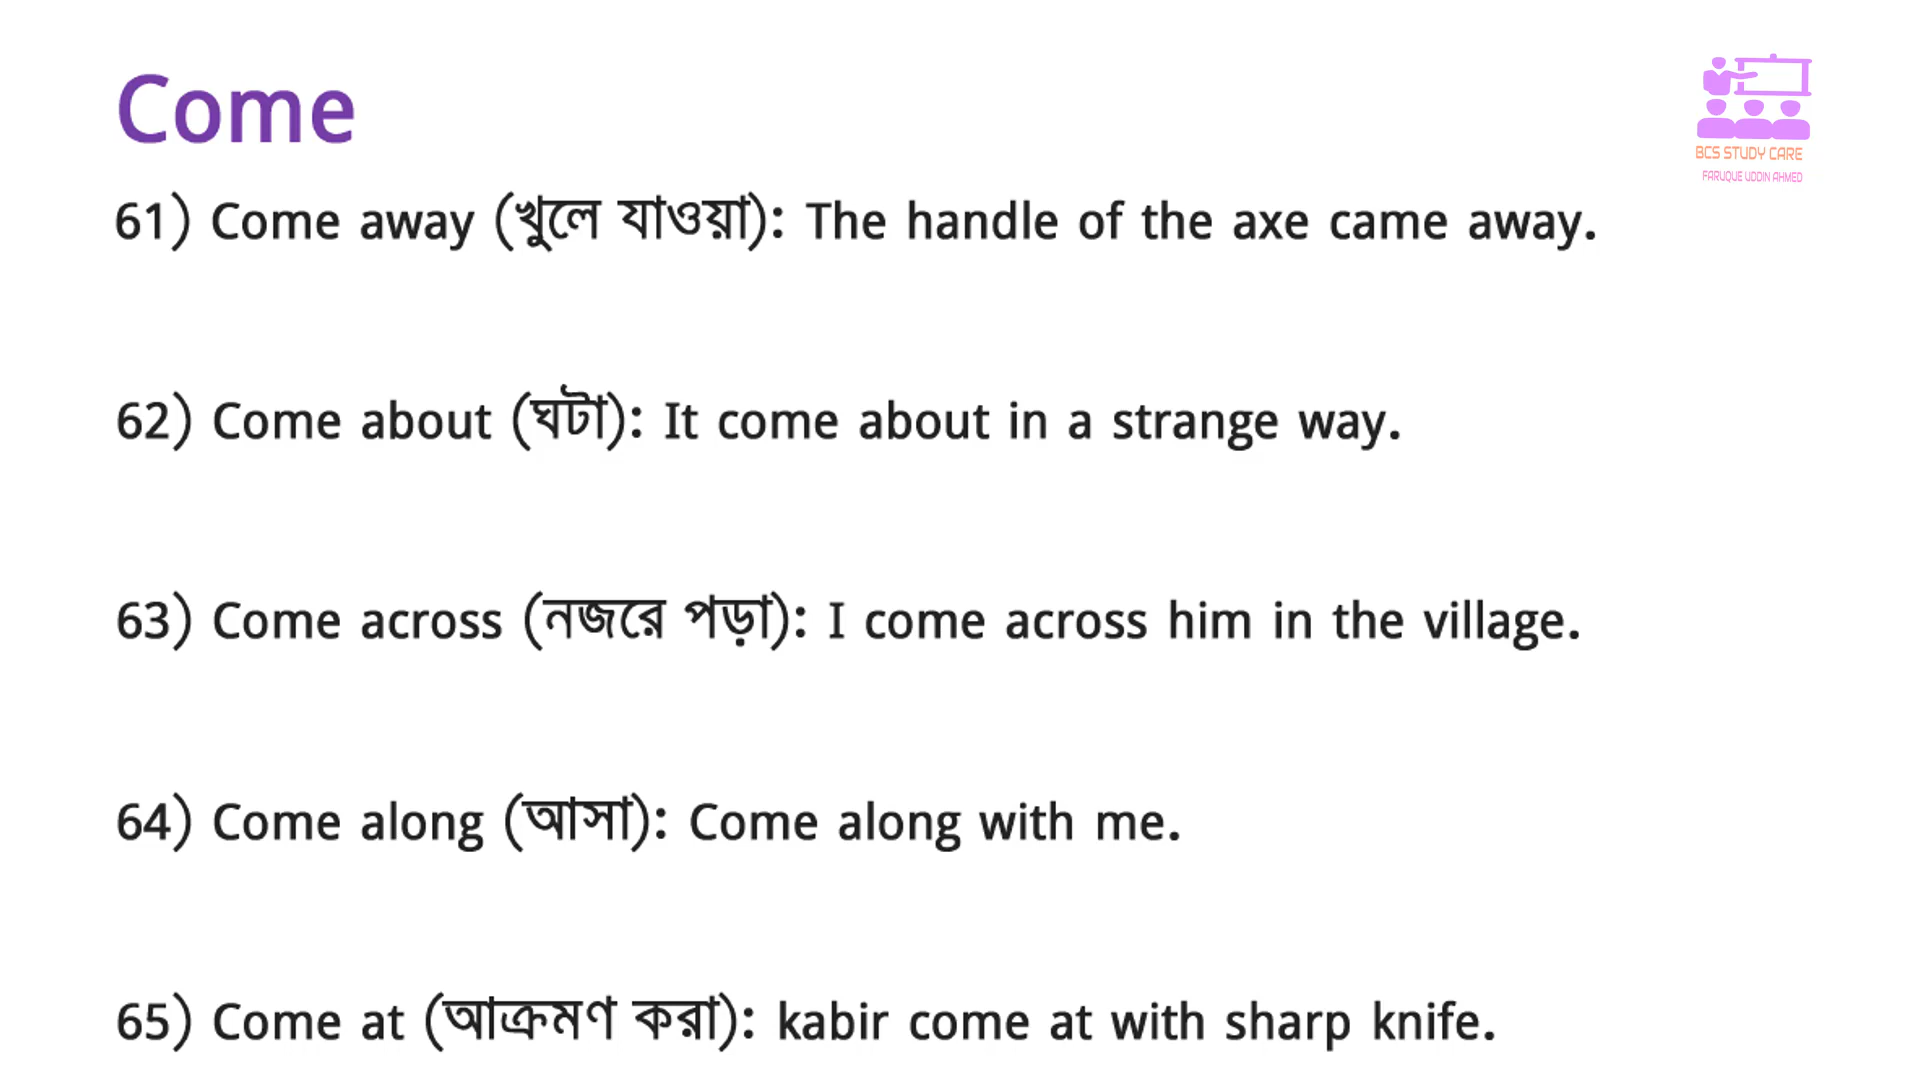 Come
BCS STUDY CARE
FARUQUE UDDIN AHMED
61) Come away (খুলে যাওয়া): The handle of the axe came away.
62) Come about (ঘটা): It come about in a strange way.
63) Come across (নজরে পড়া): I come across him in the village.
64) Come along (আসা): Come along with me.
65) Come at (আক্রমণ করা): kabir come at with sharp knife.